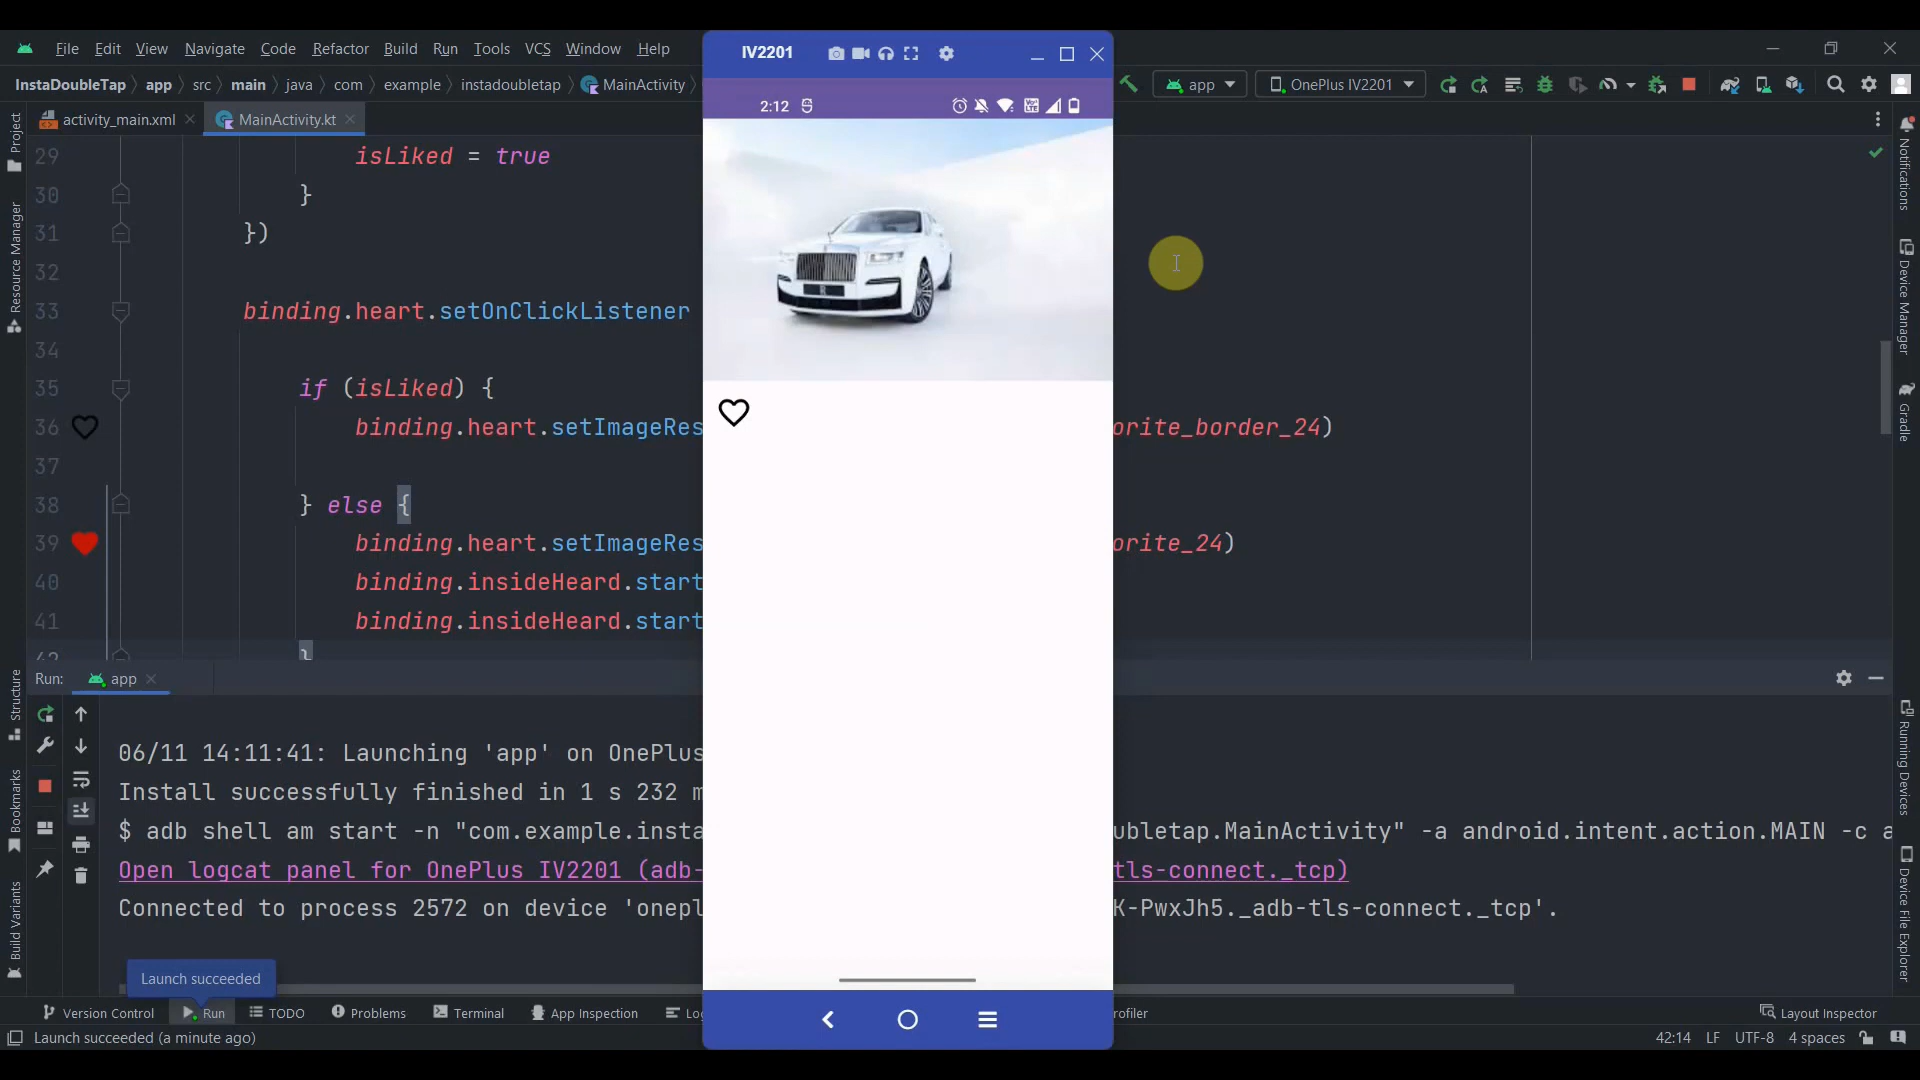 File Edit View Navigate Code Refactor Build Run Tools VCS Window Help
IV2201
InstaDoubleTap app src main java com example instadoubletap MainActivity
app OnePlus IV2201
activity_main.xml MainActivity.kt
2:12
29 isLiked = true
30 }
31 })
32
33 binding.heart.setOnClickListener
34
35 if (isLiked) {
36 binding.heart.setImageRes orite_border_24)
37
38 } else {
39 binding.heart.setImageRes orite_24)
40 binding.insideHeard.start
41 binding.insideHeard.start
42 }
Run: app
06/11 14:11:41: Launching 'app' on OnePlus
Install successfully finished in 1 s 232 m
$ adb shell am start -n "com.example.insta ubletap.MainActivity" -a android.intent.action.MAIN -c a
Open logcat panel for OnePlus IV2201 (adb- tls-connect._tcp)
Connected to process 2572 on device 'onepl K-PwxJh5._adb-tls-connect._tcp'.
Launch succeeded
Version Control Run TODO Problems Terminal App Inspection Lo rofiler Layout Inspector
Launch succeeded (a minute ago) 42:14 LF UTF-8 4 spaces
Project
Resource Manager
Structure
Bookmarks
Build Variants
Notifications
Device Manager
Gradle
Running Devices
Device File Explorer